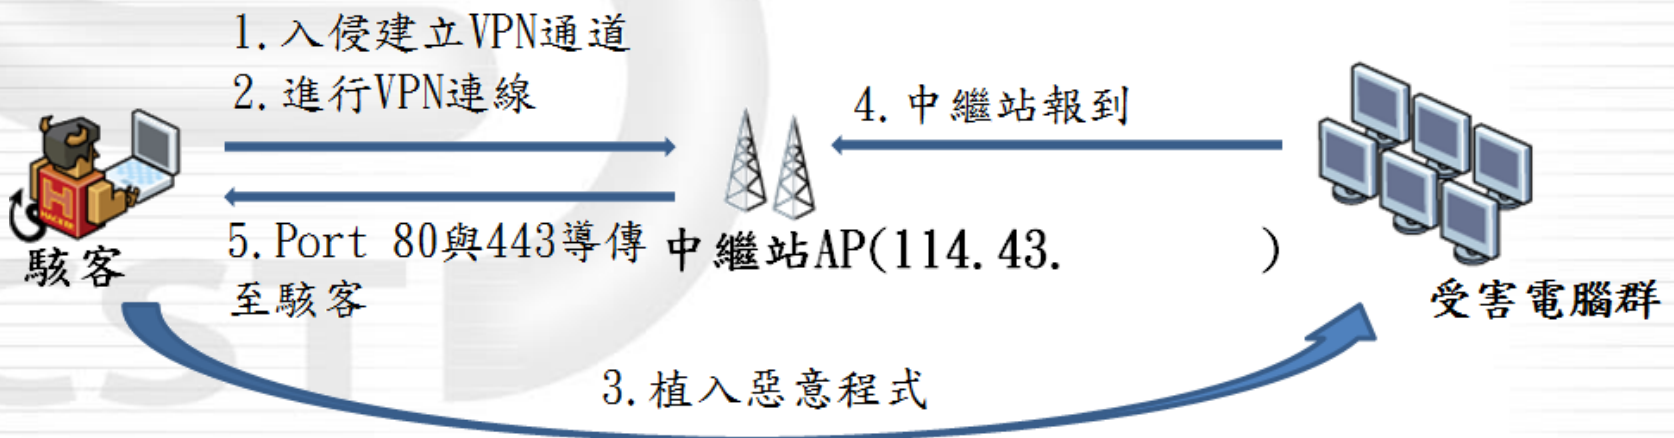 1.入侵建立VPN通道
2.進行VPN連線
4.中繼站報到
HACKER
駭客
5.Port 80與443導傳
至駭客
中繼站AP(114.43. )
受害電腦群
3.植入惡意程式